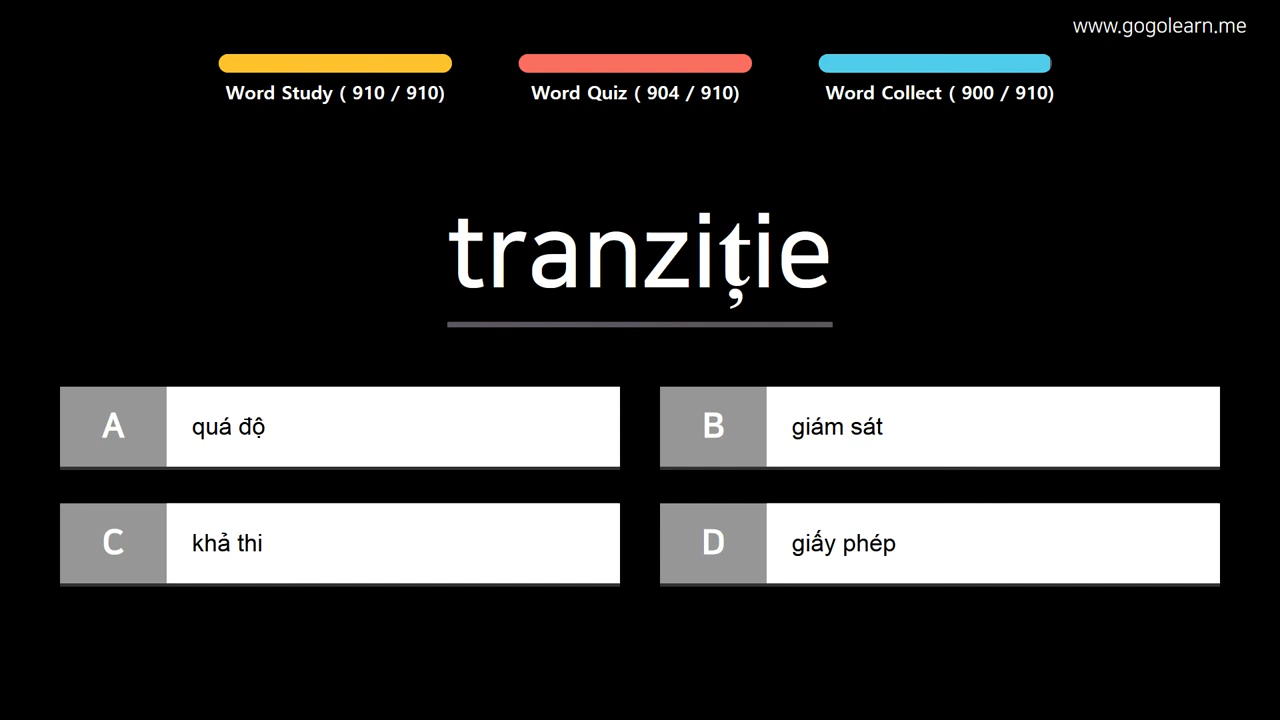 www.gogolearn.me
Word Study ( 910 / 910)
Word Quiz ( 904 / 910)
Word Collect ( 900 / 910)
tranziție
A
quá độ
B
giám sát
C
khả thi
D
giấy phép